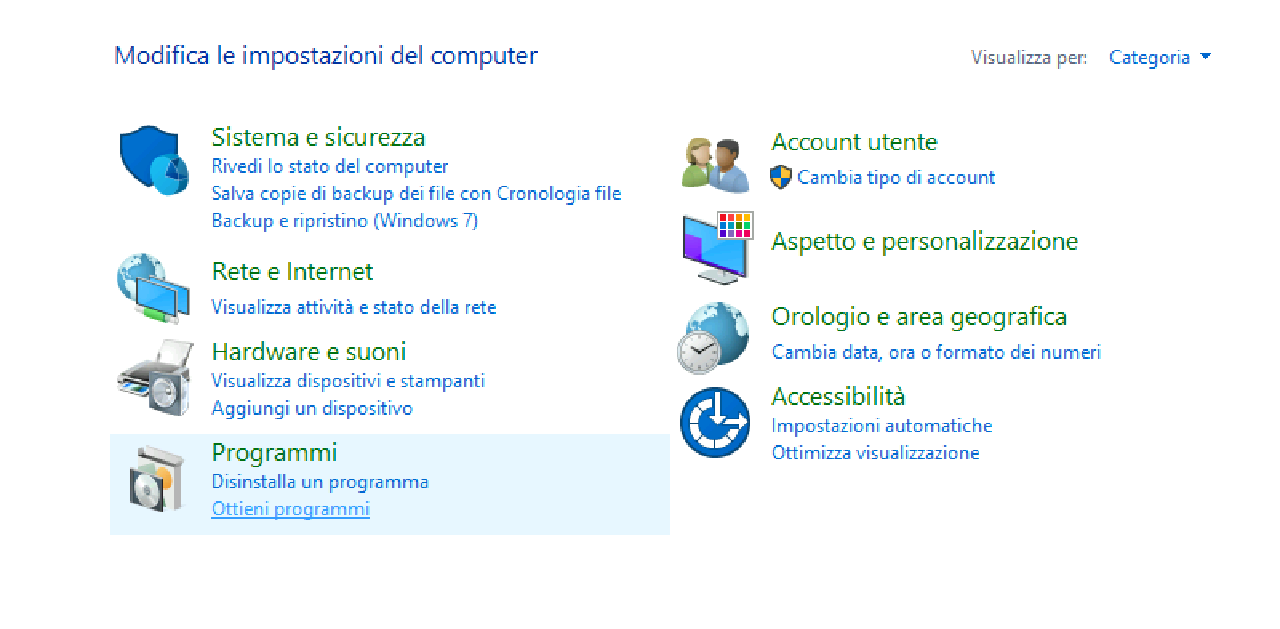 Modifica le impostazioni del computer
Visualizza per: Categoria
Sistema e sicurezza
Rivedi lo stato del computer
Salva copie di backup dei file con Cronologia file
Backup e ripristino (Windows 7)
Rete e Internet
Visualizza attività e stato della rete
Hardware e suoni
Visualizza dispositivi e stampanti
Aggiungi un dispositivo
Programmi
Disinstalla un programma
Ottieni programmi
Account utente
Cambia tipo di account
Aspetto e personalizzazione
Orologio e area geografica
Cambia data, ora o formato dei numeri
Accessibilità
Impostazioni automatiche
Ottimizza visualizzazione